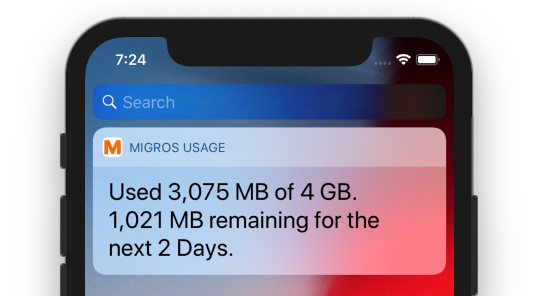 7:24
Search
M MIGROS USAGE
Used 3,075 MB of 4 GB.
1,021 MB remaining for the
next 2 Days.